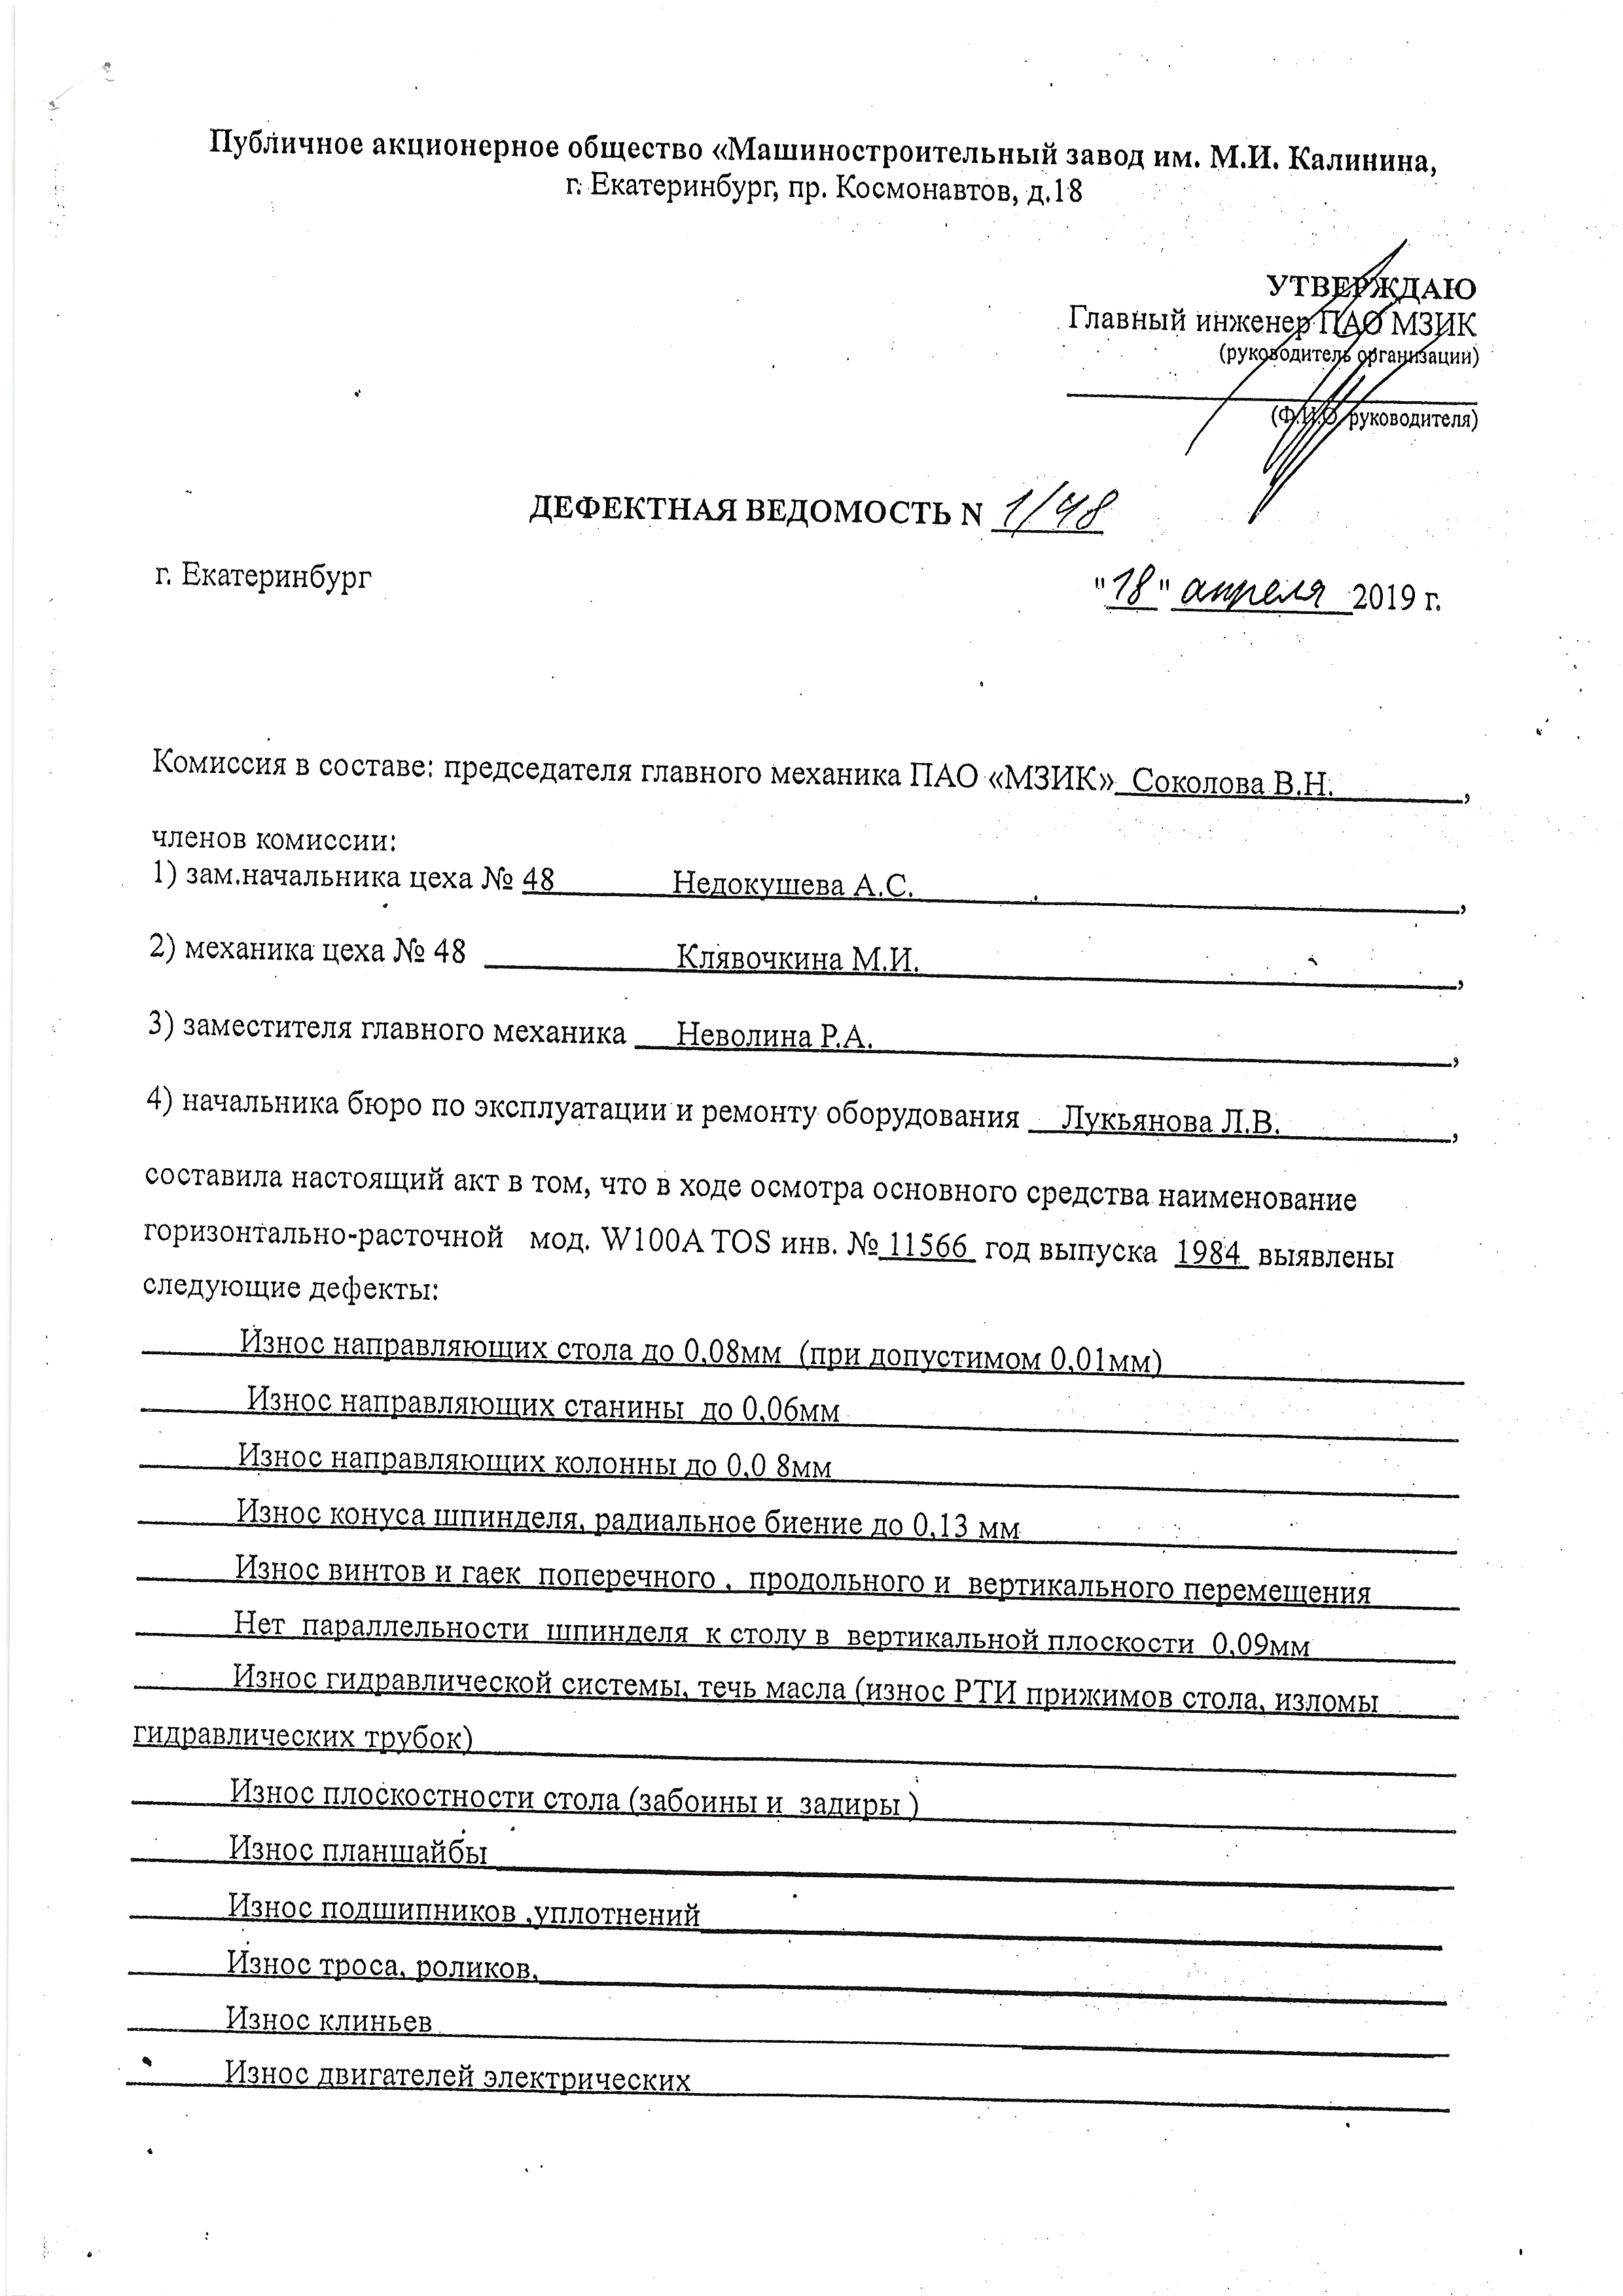 Публичное акционерное общество «Машиностроительный завод им. М.И. Калинина,
г. Екатеринбург, пр. Космонавтов, д.18
УТВЕРЖДАЮ
Главный инженер ПАО МЗИК
(руководитель организации)
(Ф.И.О. руководителя)
ДЕФЕКТНАЯ ВЕДОМОСТЬ N 1/48
г. Екатеринбург "18" апреля 2019 г.
Комиссия в составе: председателя главного механика ПАО «МЗИК» Соколова В.Н. ,
членов комиссии:
1) зам.начальника цеха № 48 Недокушева А.С. ,
2) механика цеха № 48 Клявочкина М.И. ,
3) заместителя главного механика Неволина Р.А. ,
4) начальника бюро по эксплуатации и ремонту оборудования Лукьянова Л.В. ,
составила настоящий акт в том, что в ходе осмотра основного средства наименование
горизонтально-расточной мод. W100A TOS инв. № 11566 год выпуска 1984 выявлены
следующие дефекты:
Износ направляющих стола до 0,08мм (при допустимом 0,01мм)
Износ направляющих станины до 0,06мм
Износ направляющих колонны до 0,0 8мм
Износ конуса шпинделя, радиальное биение до 0,13 мм
Износ винтов и гаек поперечного , продольного и вертикального перемещения
Нет параллельности шпинделя к столу в вертикальной плоскости 0,09мм
Износ гидравлической системы, течь масла (износ РТИ прижимов стола, изломы
гидравлических трубок)
Износ плоскостности стола (забоины и задиры )
Износ планшайбы
Износ подшипников ,уплотнений
Износ троса, роликов,
Износ клиньев
Износ двигателей электрических